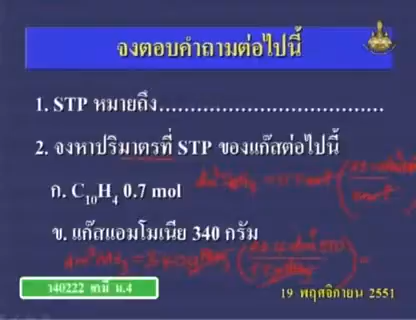 จงตอบคำถามต่อไปนี้
1. STP หมายถึง....................................
2. จงหาปริมาตรที่ STP ของแก๊สต่อไปนี้
ก. C₁₀H₄ 0.7 mol
ข. แก๊สแอมโมเนีย 340 กรัม
ว40222 เคมี ม.4
19 พฤศจิกายน 2551